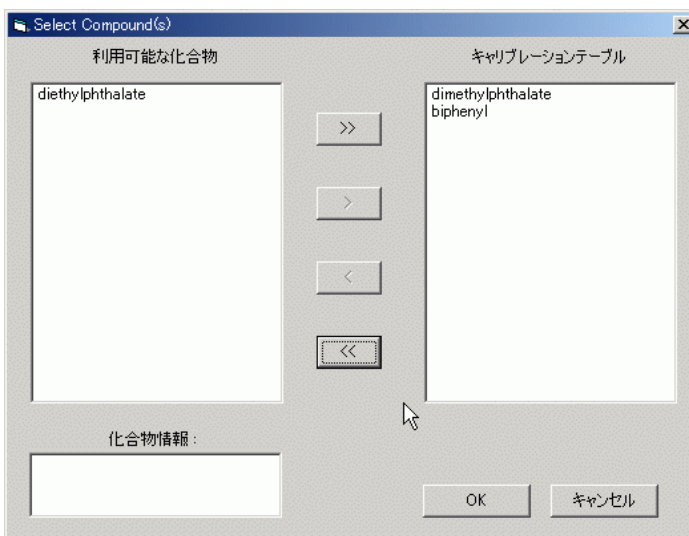 Select Compound(s)
利用可能な化合物
キャリブレーションテーブル
diethylphthalate
dimethylphthalate
biphenyl
>>
>
<
<<
化合物情報 :
OK
キャンセル